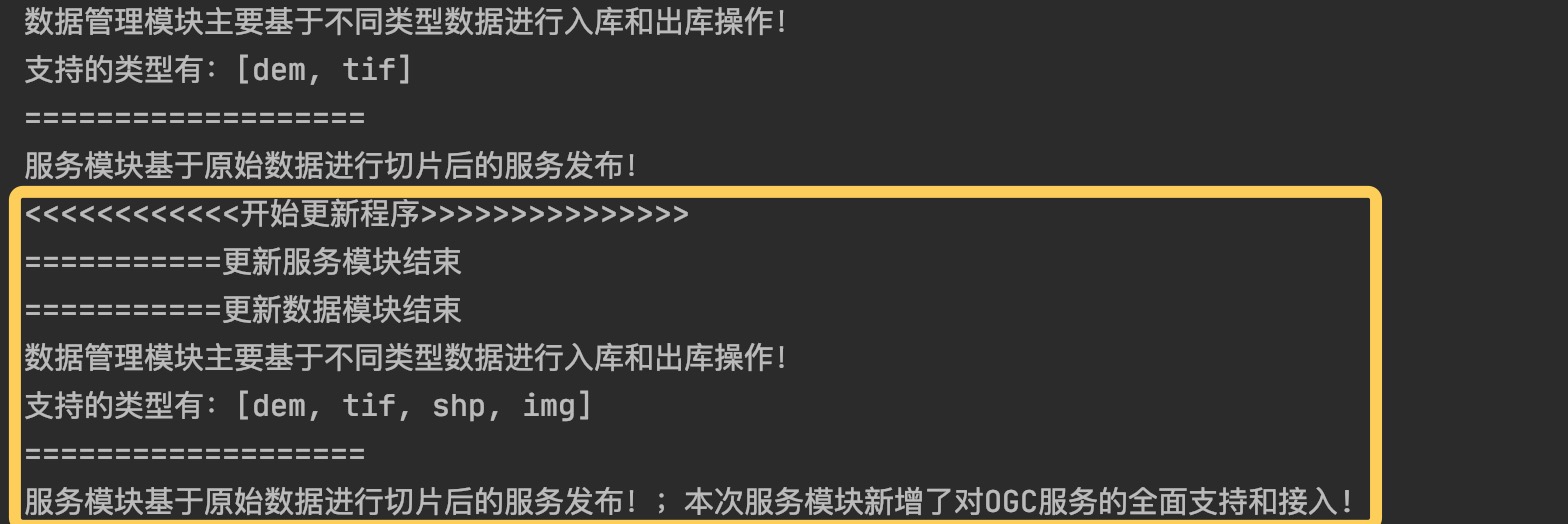 数据管理模块主要基于不同类型数据进行入库和出库操作!
支持的类型有: [dem, tif]
===================
服务模块基于原始数据进行切片后的服务发布!
<<<<<<<<<<<<开始更新程序>>>>>>>>>>>>>>>
===========更新服务模块结束
===========更新数据模块结束
数据管理模块主要基于不同类型数据进行入库和出库操作!
支持的类型有: [dem, tif, shp, img]
===================
服务模块基于原始数据进行切片后的服务发布! ; 本次服务模块新增了对OGC服务的全面支持和接入!